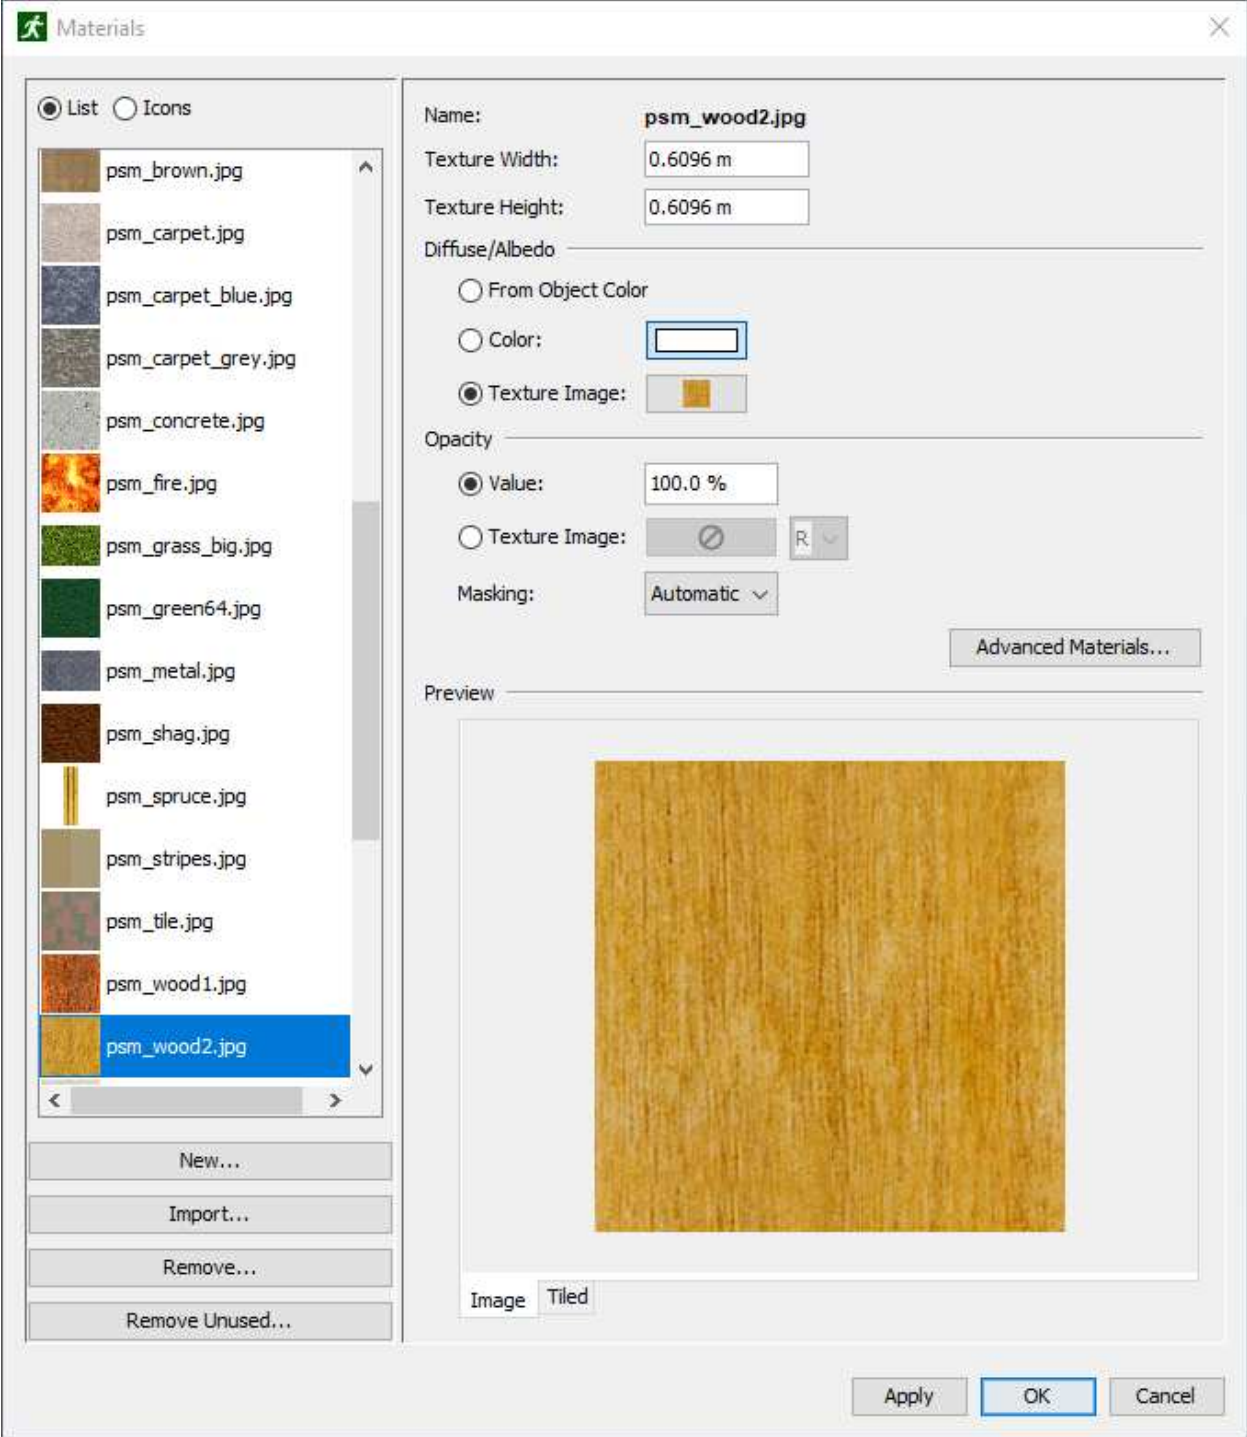 Materials
List Icons
psm_brown.jpg
psm_carpet.jpg
psm_carpet_blue.jpg
psm_carpet_grey.jpg
psm_concrete.jpg
psm_fire.jpg
psm_grass_big.jpg
psm_green64.jpg
psm_metal.jpg
psm_shag.jpg
psm_spruce.jpg
psm_stripes.jpg
psm_tile.jpg
psm_wood1.jpg
psm_wood2.jpg
New...
Import...
Remove...
Remove Unused...
Name: psm_wood2.jpg
Texture Width: 0.6096 m
Texture Height: 0.6096 m
Diffuse/Albedo
From Object Color
Color:
Texture Image:
Opacity
Value: 100.0 %
Texture Image: R
Masking: Automatic
Advanced Materials...
Preview
Image Tiled
Apply OK Cancel